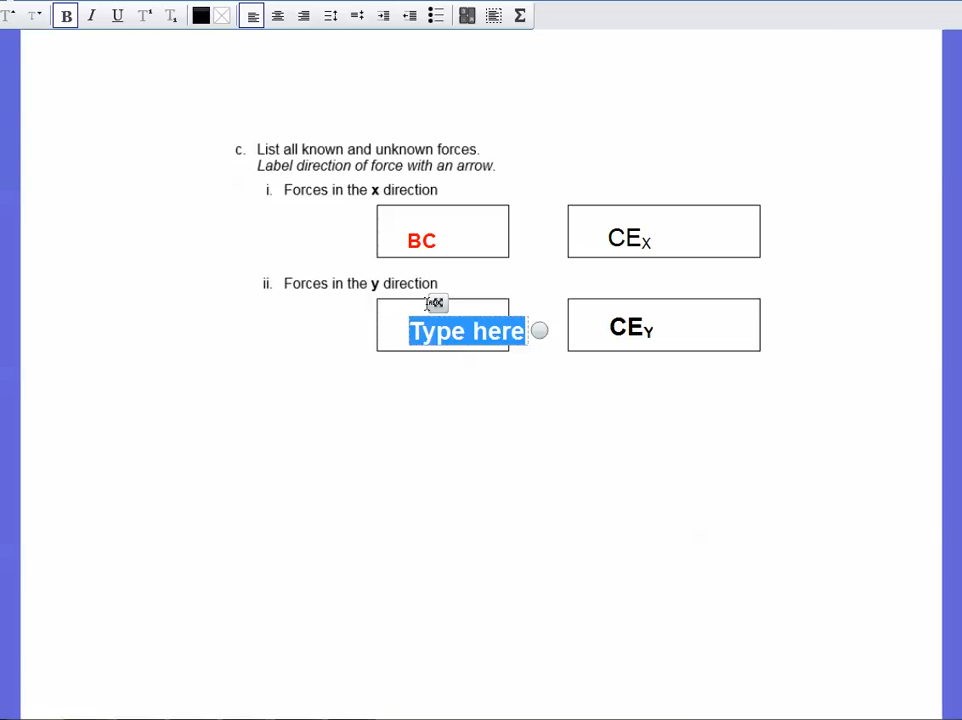 B I U
c. List all known and unknown forces.
Label direction of force with an arrow.
i. Forces in the x direction
BC CEX
ii. Forces in the y direction
Type here CEY